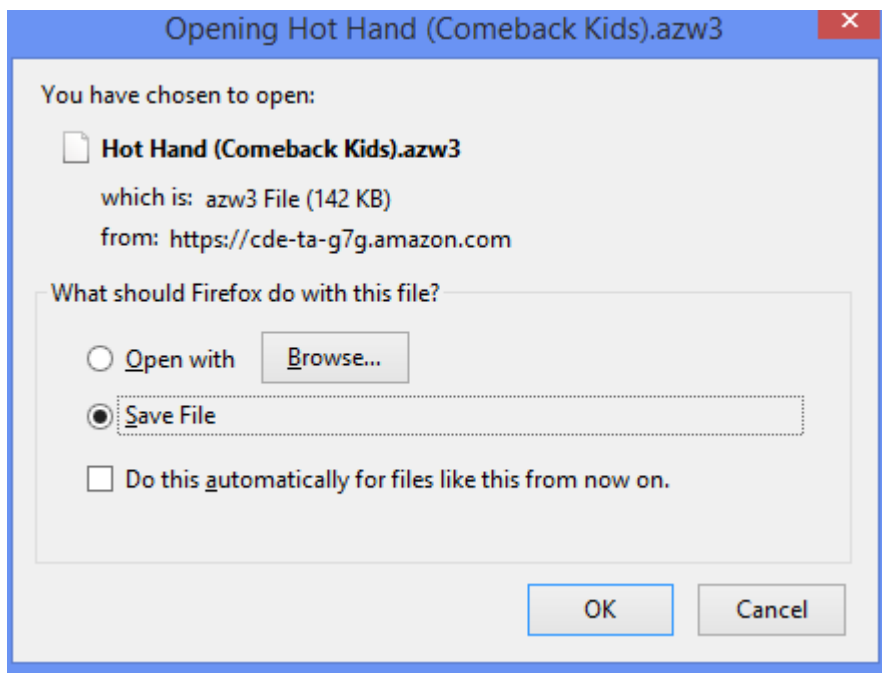 Opening Hot Hand (Comeback Kids).azw3
You have chosen to open:
Hot Hand (Comeback Kids).azw3
which is: azw3 File (142 KB)
from: https://cde-ta-g7g.amazon.com
What should Firefox do with this file?
Open with Browse...
Save File
Do this automatically for files like this from now on.
OK Cancel